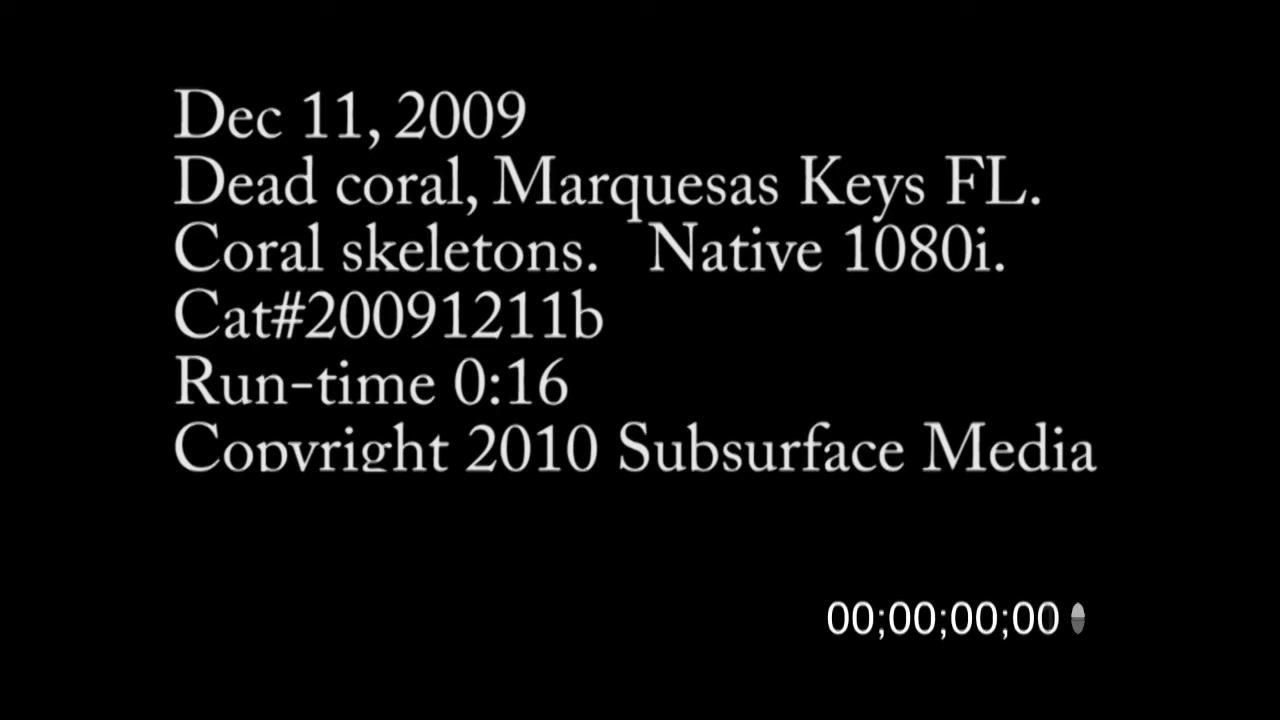 Dec 11, 2009
Dead coral, Marquesas Keys FL.
Coral skeletons.   Native 1080i.
Cat#20091211b
Run-time 0:16
Copyright 2010 Subsurface Media
00;00;00;00